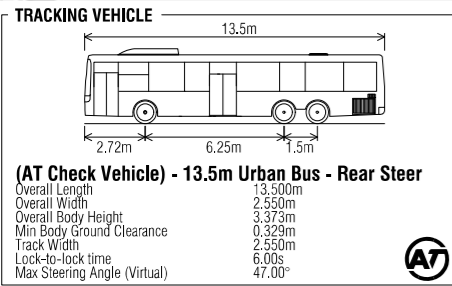 TRACKING VEHICLE
13.5m
2.72m 6.25m 1.5m
(AT Check Vehicle) - 13.5m Urban Bus - Rear Steer
Overall Length 13.500m
Overall Width 2.550m
Overall Body Height 3.373m
Min Body Ground Clearance 0.329m
Track Width 2.550m
Lock-to-lock time 6.00s
Max Steering Angle (Virtual) 47.00°
AT